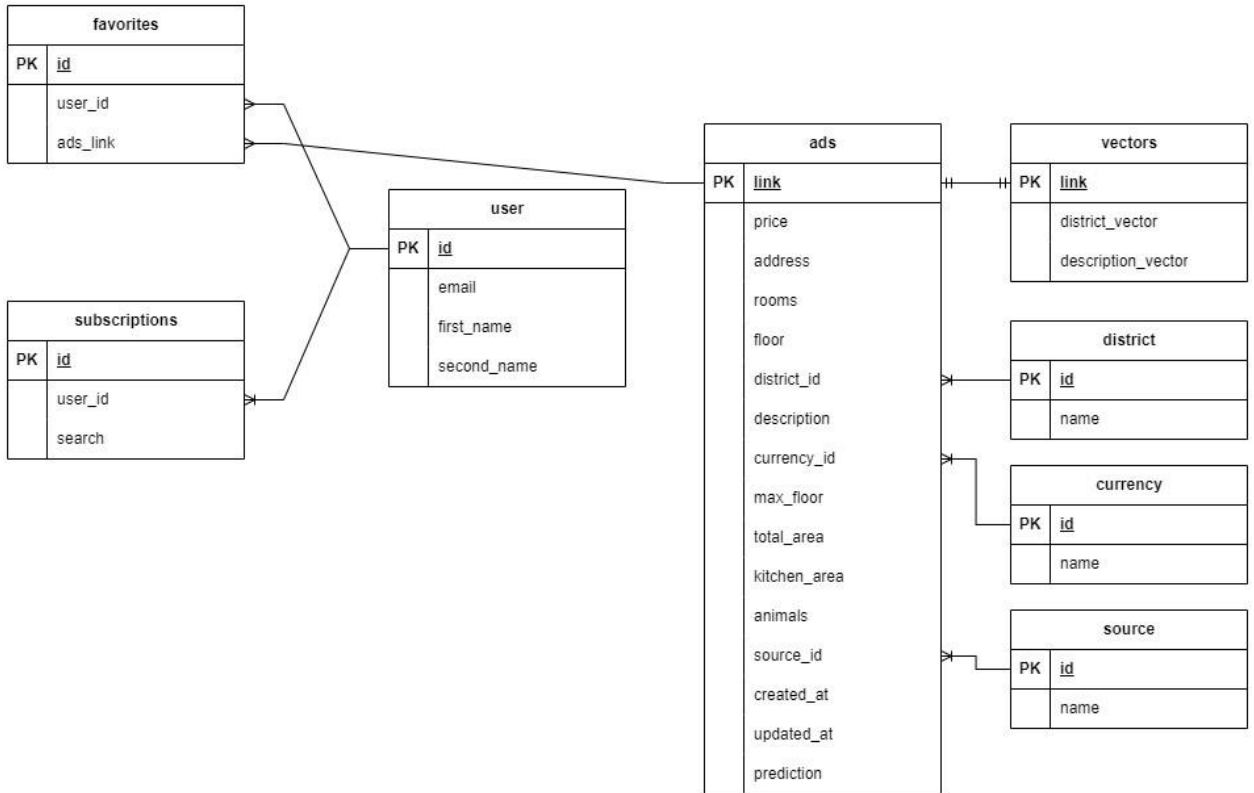 favorites
PK id
user_id
ads_link
user
PK id
email
first_name
second_name
subscriptions
PK id
user_id
search
ads
PK link
price
address
rooms
floor
district_id
description
currency_id
max_floor
total_area
kitchen_area
animals
source_id
created_at
updated_at
prediction
vectors
PK link
district_vector
description_vector
district
PK id
name
currency
PK id
name
source
PK id
name